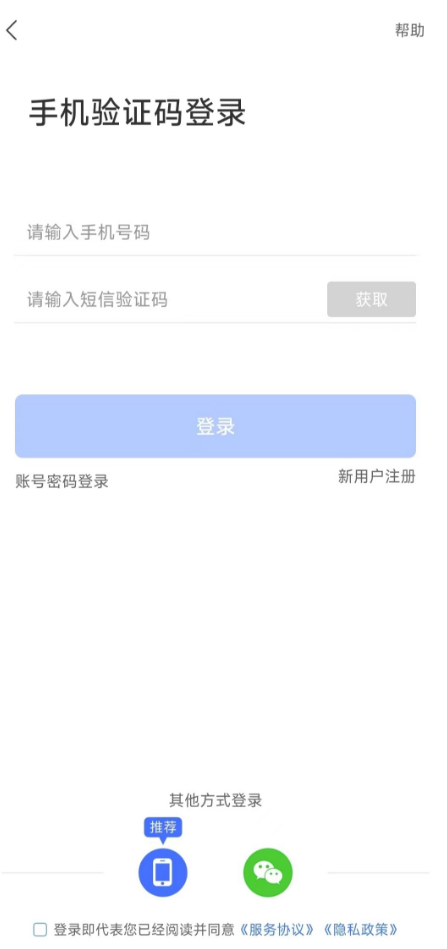 帮助
手机验证码登录
请输入手机号码
请输入短信验证码
获取
登录
账号密码登录
新用户注册
其他方式登录
推荐
登录即代表您已经阅读并同意《服务协议》《隐私政策》